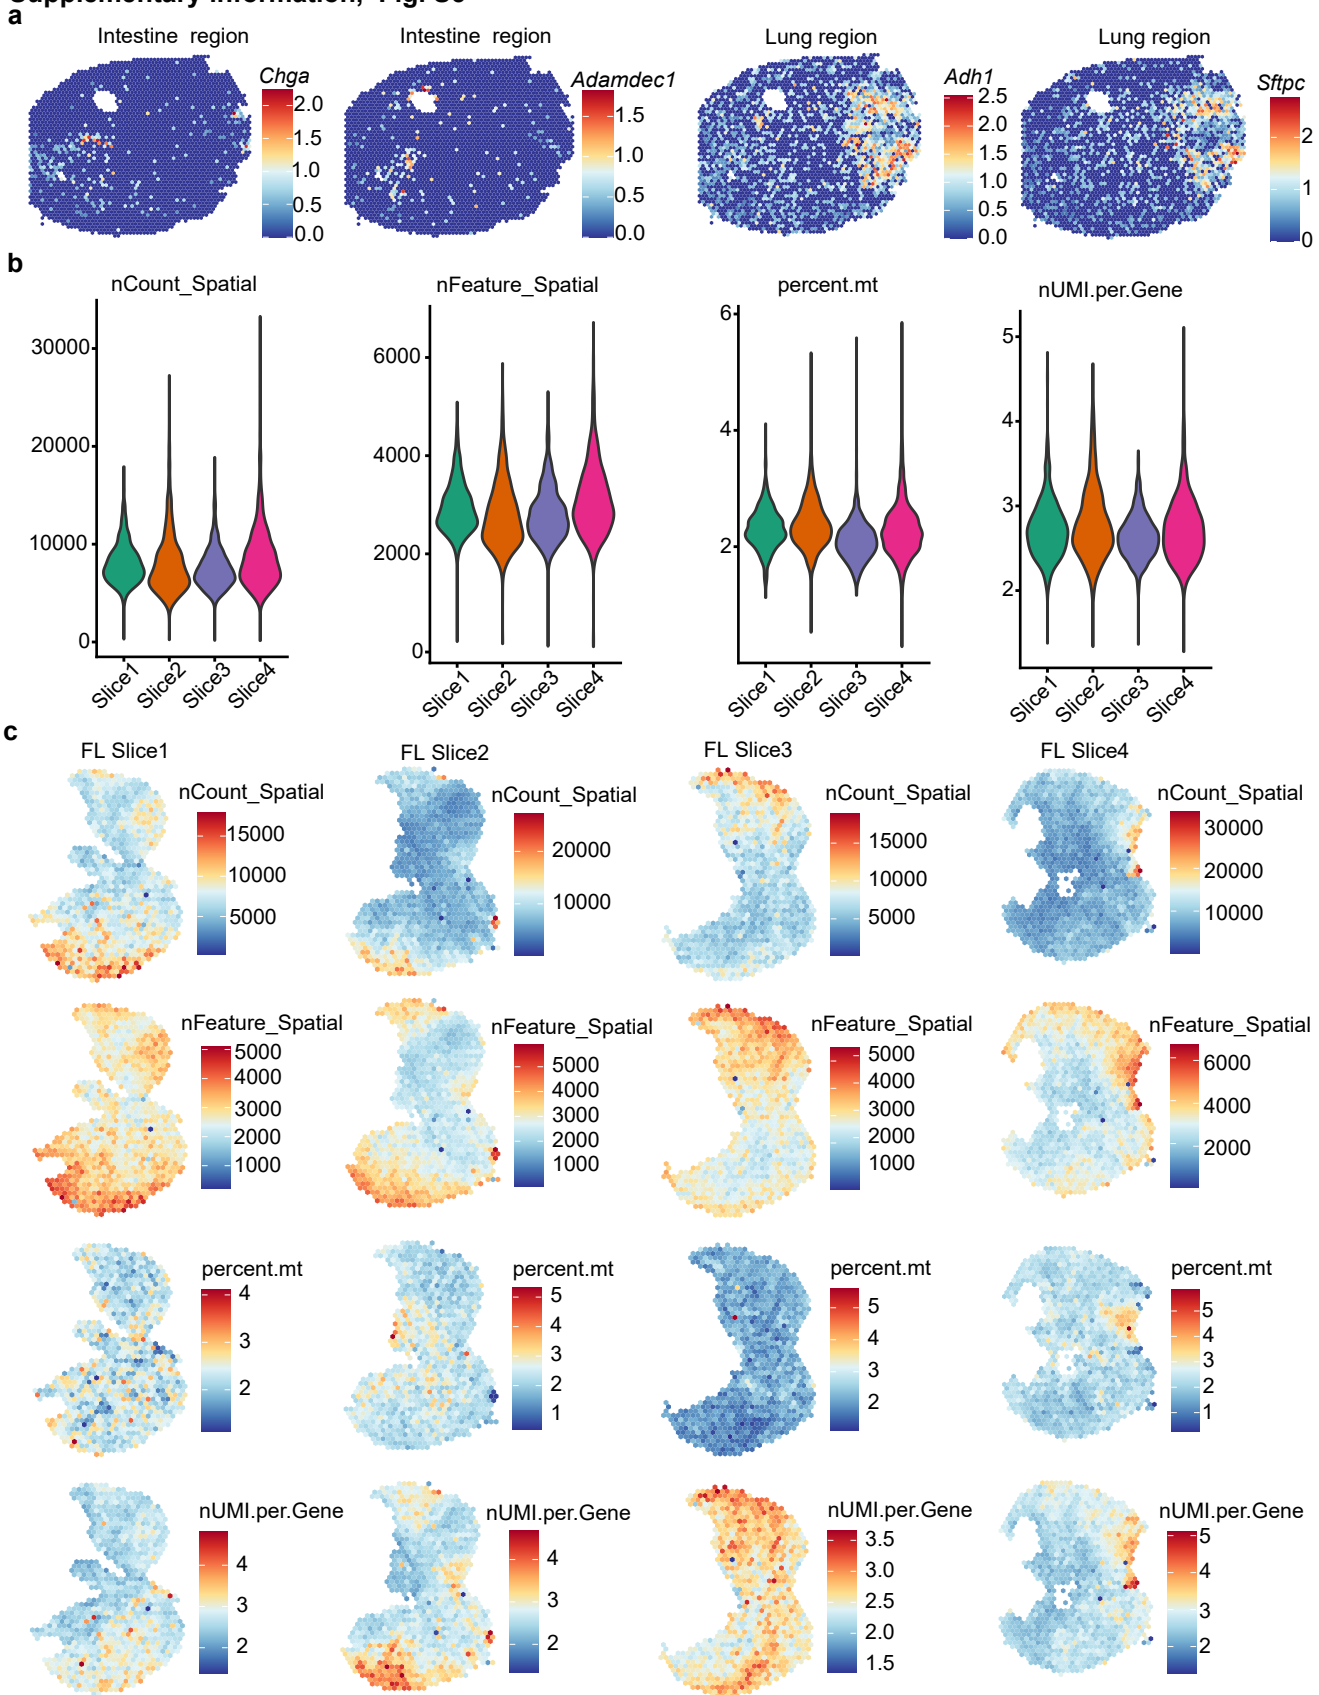 a
Intestine region
Intestine region
Lung region
Lung region
Chga
2.0
1.5
1.0
0.5
0.0
Adamdec1
1.5
1.0
0.5
0.0
Adh1
2.5
2.0
1.5
1.0
0.5
0.0
Sftpc
2
1
0
b
nCount_Spatial
30000
20000
10000
0
Slice1
Slice2
Slice3
Slice4
nFeature_Spatial
6000
4000
2000
0
Slice1
Slice2
Slice3
Slice4
percent.mt
6
4
2
Slice1
Slice2
Slice3
Slice4
nUMI.per.Gene
5
4
3
2
Slice1
Slice2
Slice3
Slice4
c
FL Slice1
FL Slice2
FL Slice3
FL Slice4
nCount_Spatial
15000
10000
5000
nCount_Spatial
20000
10000
nCount_Spatial
15000
10000
5000
nCount_Spatial
30000
20000
10000
nFeature_Spatial
5000
4000
3000
2000
1000
nFeature_Spatial
5000
4000
3000
2000
1000
nFeature_Spatial
5000
4000
3000
2000
1000
nFeature_Spatial
6000
4000
2000
percent.mt
4
3
2
percent.mt
5
4
3
2
1
percent.mt
5
4
3
2
percent.mt
5
4
3
2
1
nUMI.per.Gene
4
3
2
nUMI.per.Gene
4
3
2
nUMI.per.Gene
3.5
3.0
2.5
2.0
1.5
nUMI.per.Gene
5
4
3
2